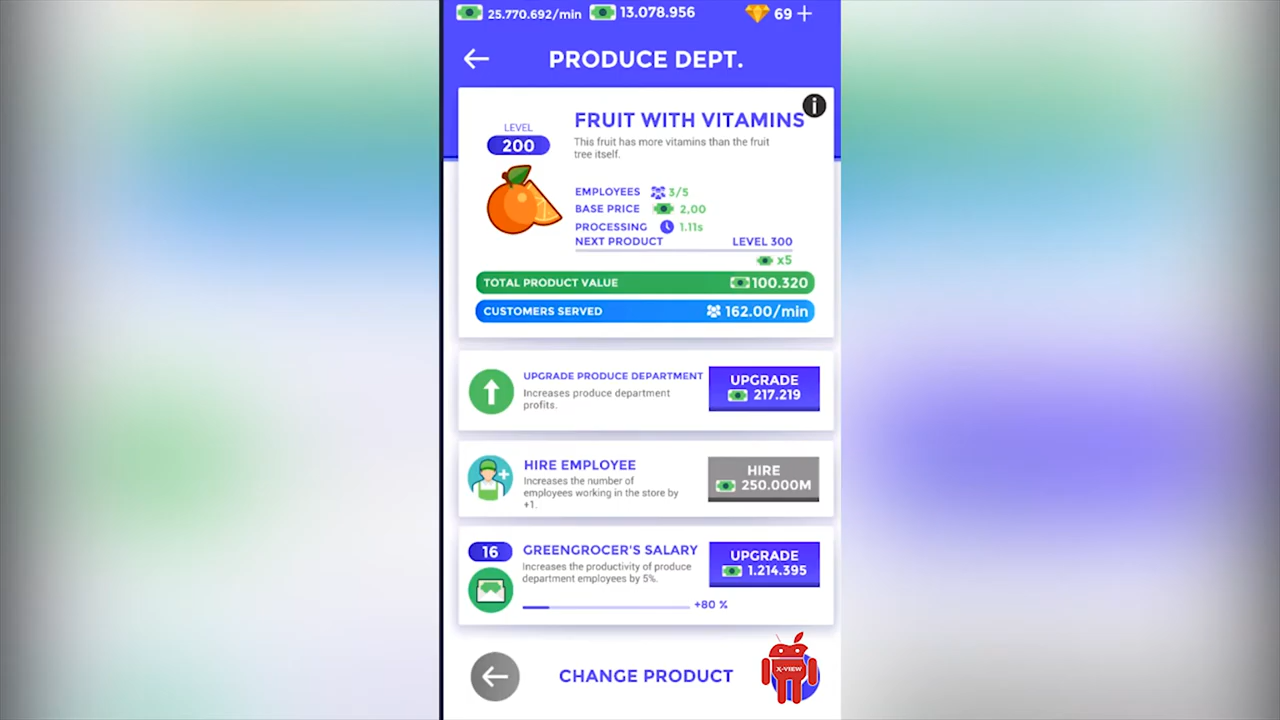 25.770.692/min 13.078.956 69 +
PRODUCE DEPT.
i
FRUIT WITH VITAMINS
LEVEL
200
This fruit has more vitamins than the fruit
tree itself.
EMPLOYEES 3/5
BASE PRICE 2,00
PROCESSING 1.11s
NEXT PRODUCT LEVEL 300
x5
TOTAL PRODUCT VALUE 100.320
CUSTOMERS SERVED 162.00/min
UPGRADE PRODUCE DEPARTMENT
Increases produce department
profits.
UPGRADE
217.219
HIRE EMPLOYEE
Increases the number of
employees working in the store by
+1.
HIRE
250.000M
16
GREENGROCER'S SALARY
Increases the productivity of produce
department employees by 5%.
+80 %
UPGRADE
1.214.395
CHANGE PRODUCT
X-VIEW